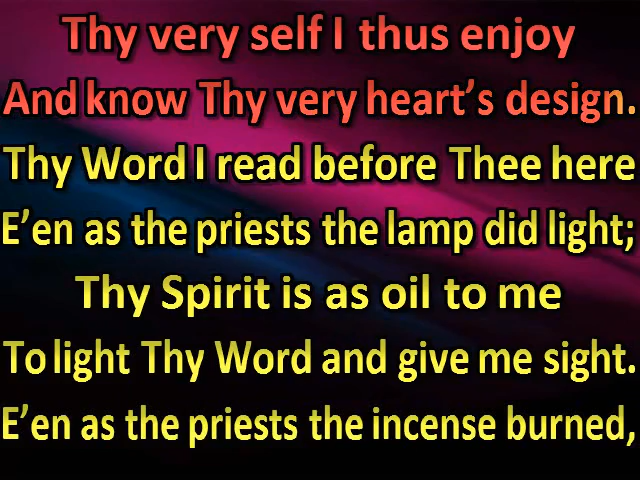 Thy very self I thus enjoy
And know Thy very heart’s design.
Thy Word I read before Thee here
E’en as the priests the lamp did light;
Thy Spirit is as oil to me
To light Thy Word and give me sight.
E’en as the priests the incense burned,